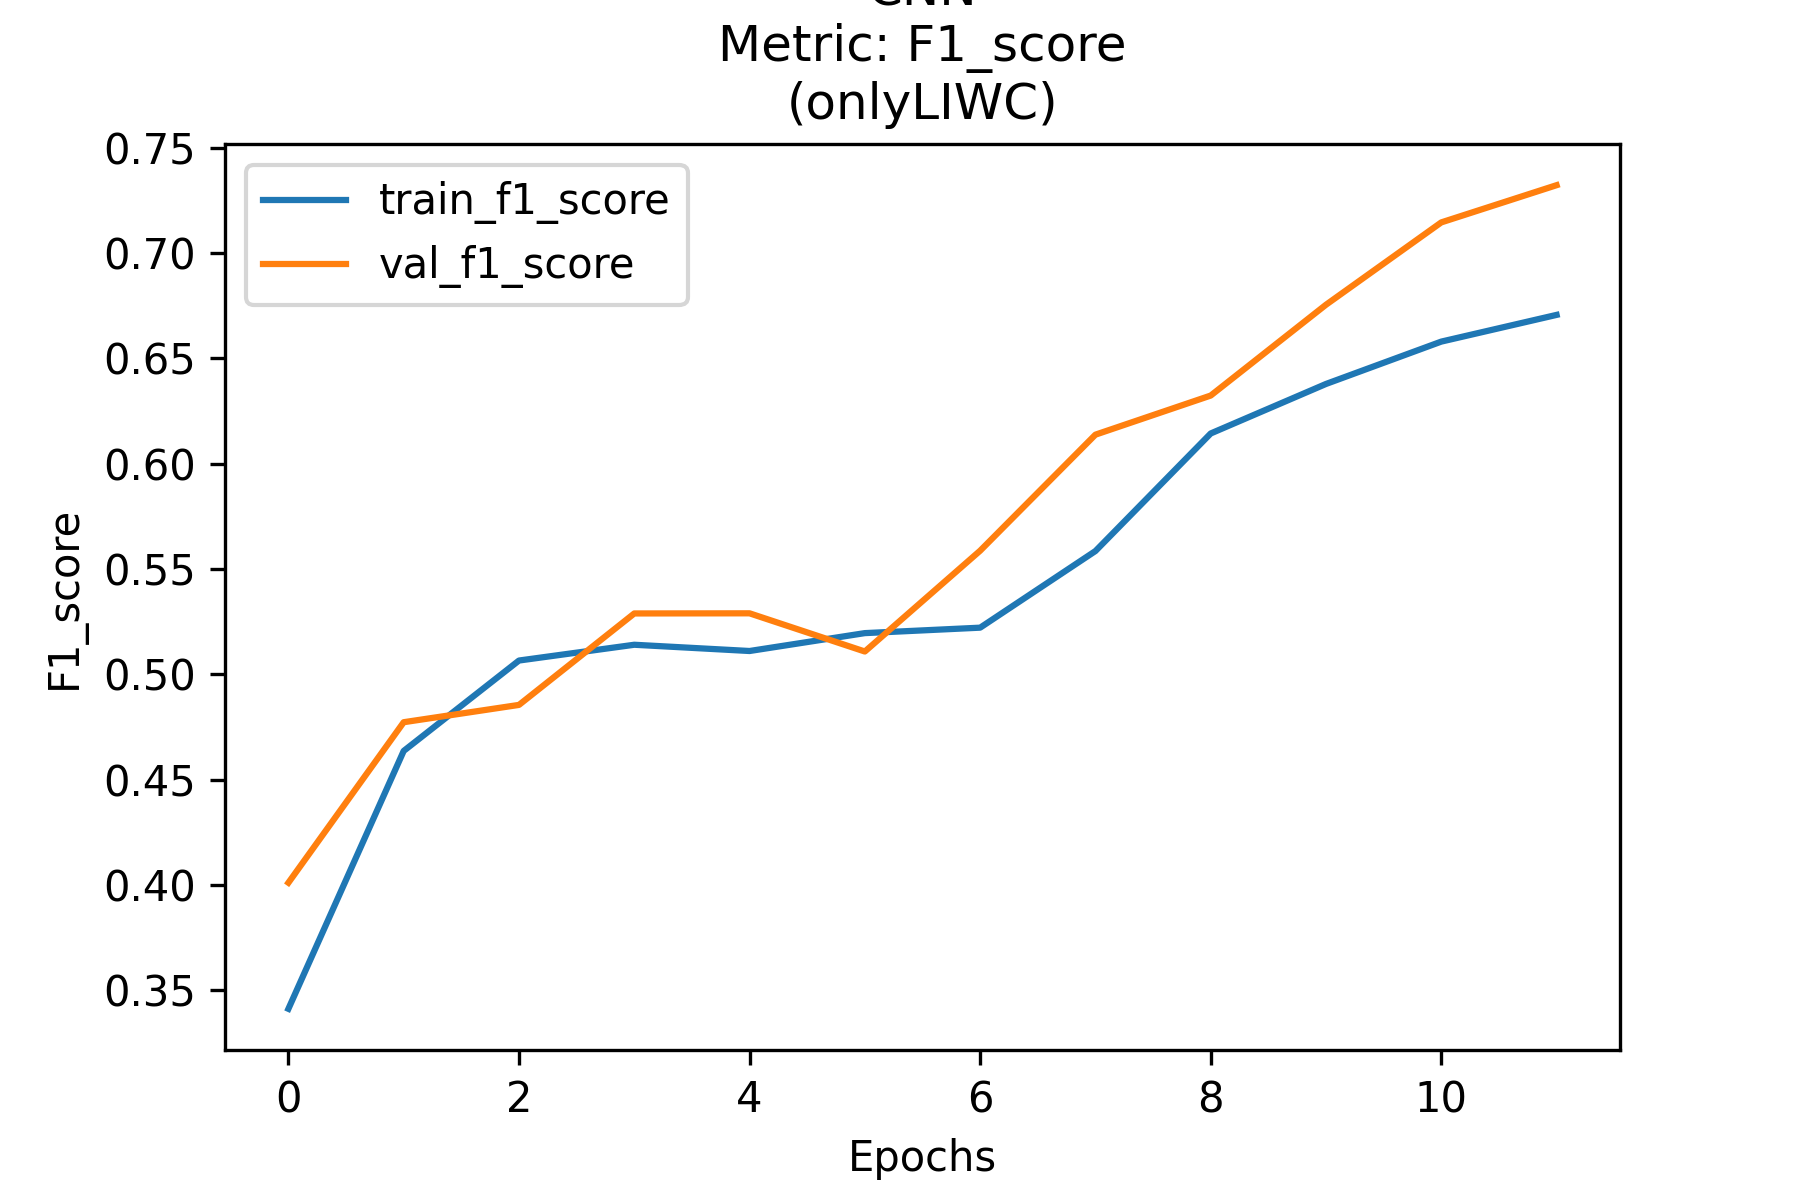 CNN
Metric: F1_score
(onlyLIWC)
0.75
0.70
0.65
0.60
0.55
0.50
0.45
0.40
0.35
F1_score
train_f1_score
val_f1_score
0 2 4 6 8 10
Epochs